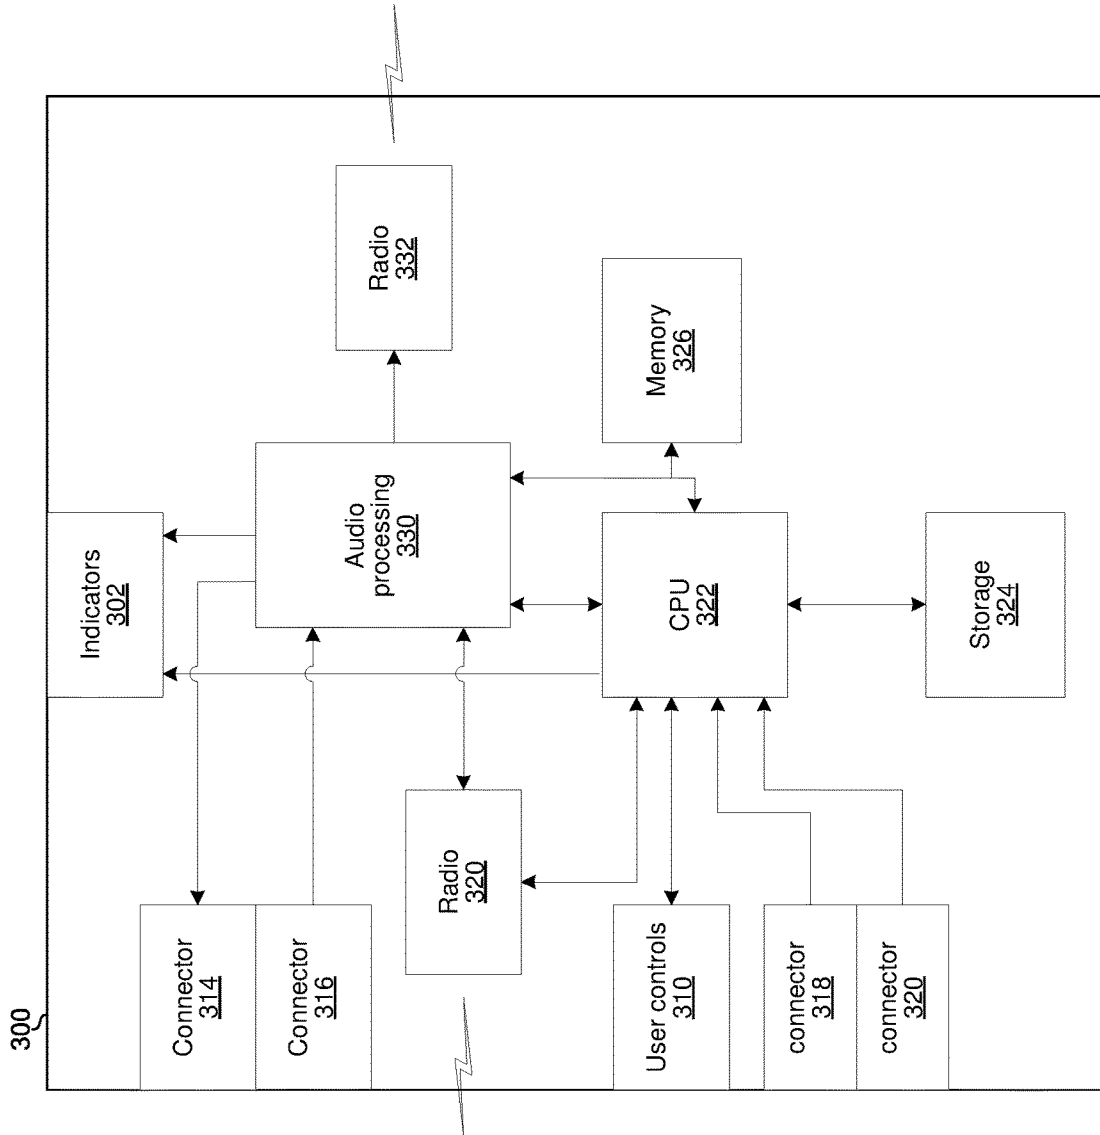 300
Connector
314
Connector
316
Radio
320
User controls
310
connector
318
connector
320
Indicators
302
Audio
processing
330
CPU
322
Storage
324
Radio
332
Memory
326